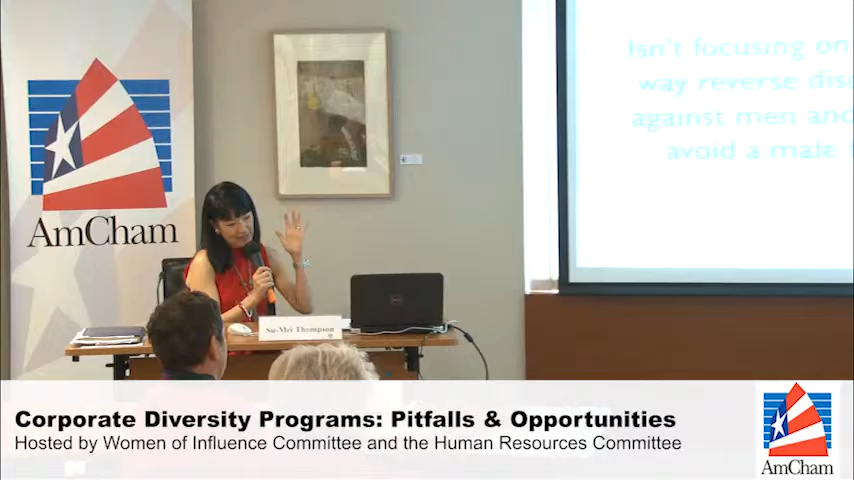 Isn't focusing on
way reverse disc
against men and
avoid a male
AmCham
Su-Mei Thompson
Corporate Diversity Programs: Pitfalls & Opportunities
Hosted by Women of Influence Committee and the Human Resources Committee
AmCham